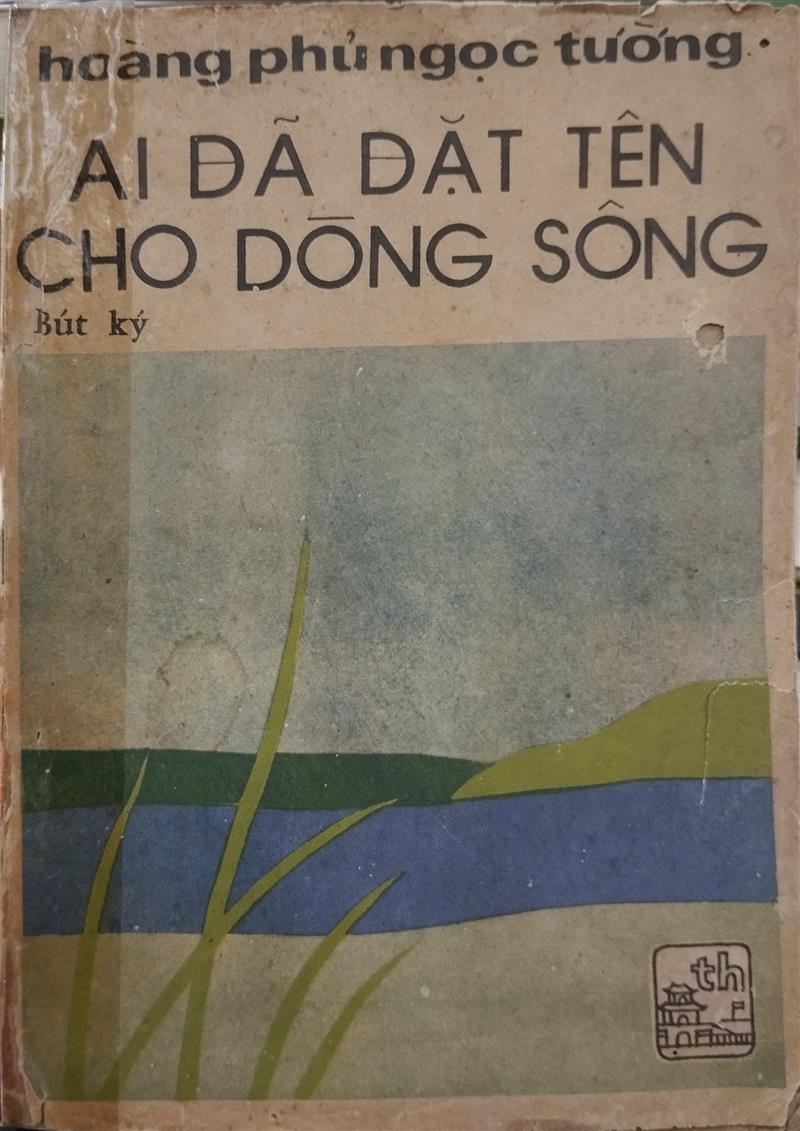 hoàng phủ ngọc tường
AI ĐÃ ĐẶT TÊN
CHO DÒNG SÔNG
Bút ký
th